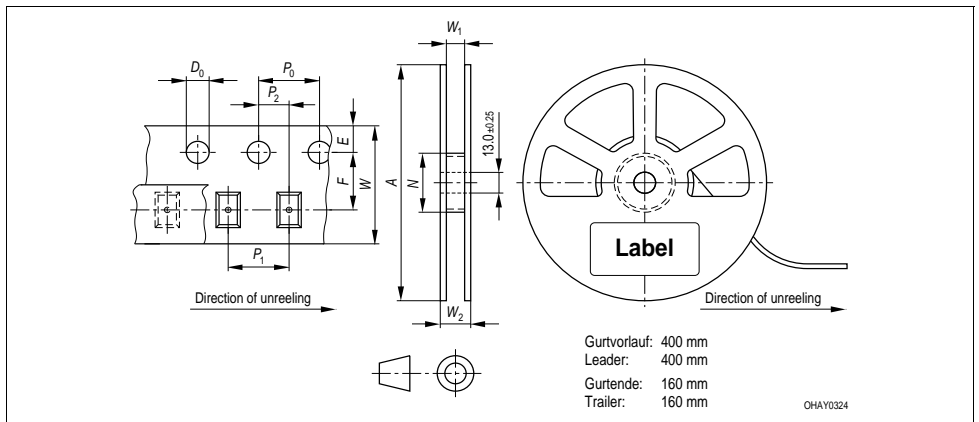 W1
D0
P0
P2
E
F
W
A
N
13.0 ±0.25
Label
P1
Direction of unreeling
W2
Direction of unreeling
Gurtvorlauf: 400 mm
Leader: 400 mm
Gurtende: 160 mm
Trailer: 160 mm
OHAY0324